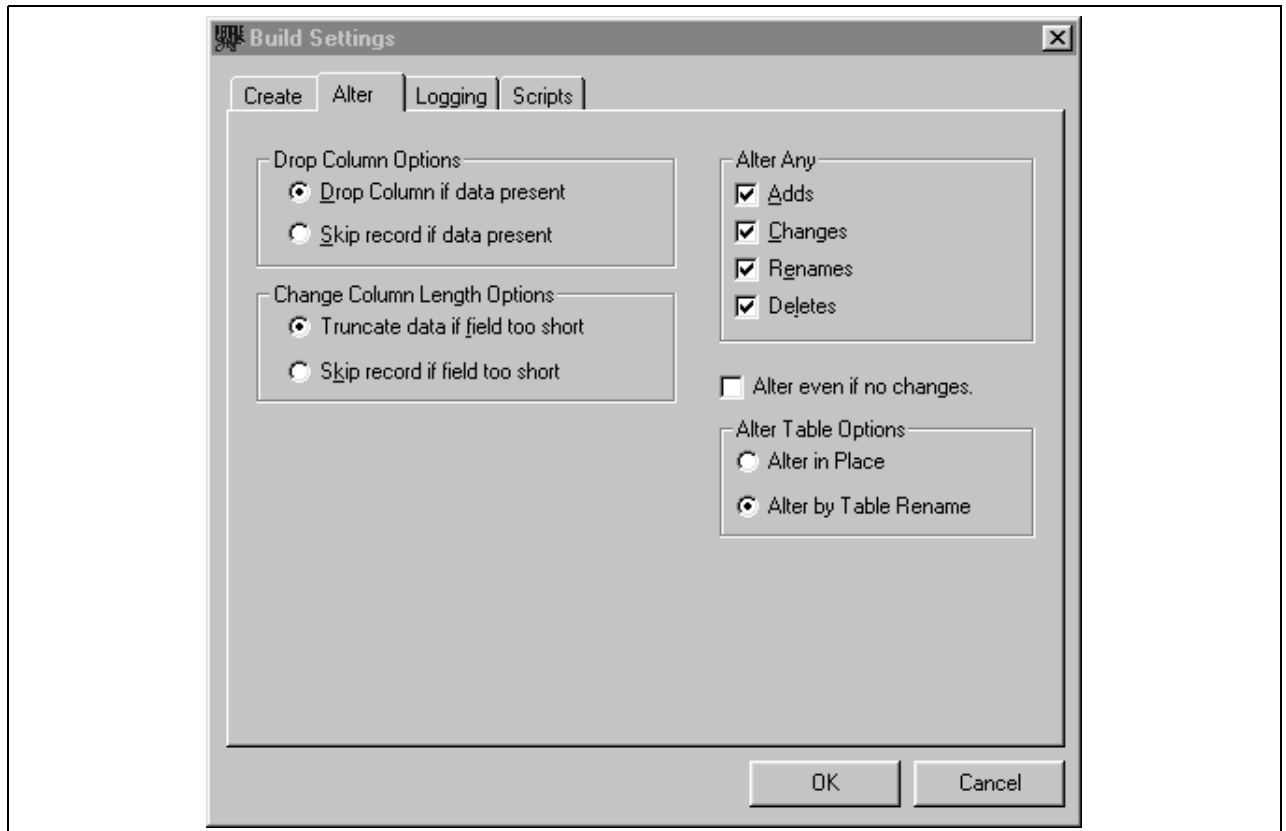 Build Settings
Create Alter Logging Scripts
Drop Column Options
Drop Column if data present
Skip record if data present
Change Column Length Options
Truncate data if field too short
Skip record if field too short
Alter Any
Adds
Changes
Renames
Deletes
Alter even if no changes.
Alter Table Options
Alter in Place
Alter by Table Rename
OK Cancel